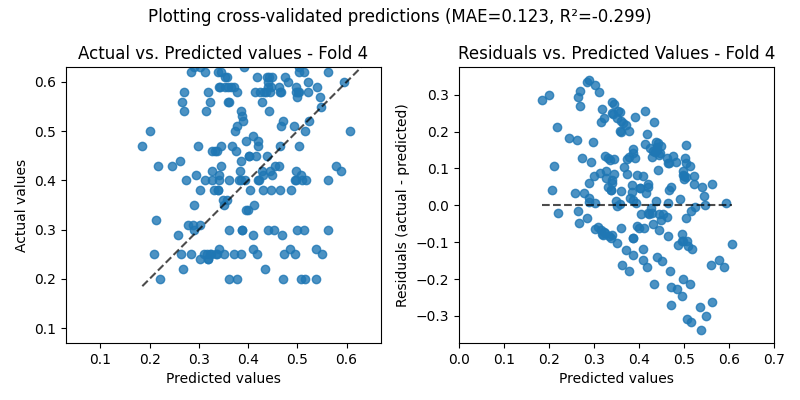 Plotting cross-validated predictions (MAE=0.123, R²=-0.299)
Actual vs. Predicted values - Fold 4
Actual values
0.6
0.5
0.4
0.3
0.2
0.1
0.1 0.2 0.3 0.4 0.5 0.6
Predicted values
Residuals vs. Predicted Values - Fold 4
Residuals (actual - predicted)
0.3
0.2
0.1
0.0
−0.1
−0.2
−0.3
0.0 0.1 0.2 0.3 0.4 0.5 0.6 0.7
Predicted values